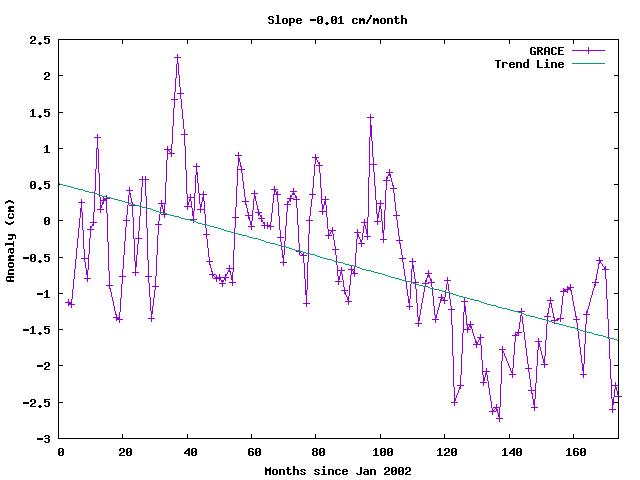 Slope -0.01 cm/month
GRACE
Trend Line
2.5
2
1.5
1
0.5
0
-0.5
-1
-1.5
-2
-2.5
-3
Anomaly (cm)
0 20 40 60 80 100 120 140 160
Months since Jan 2002